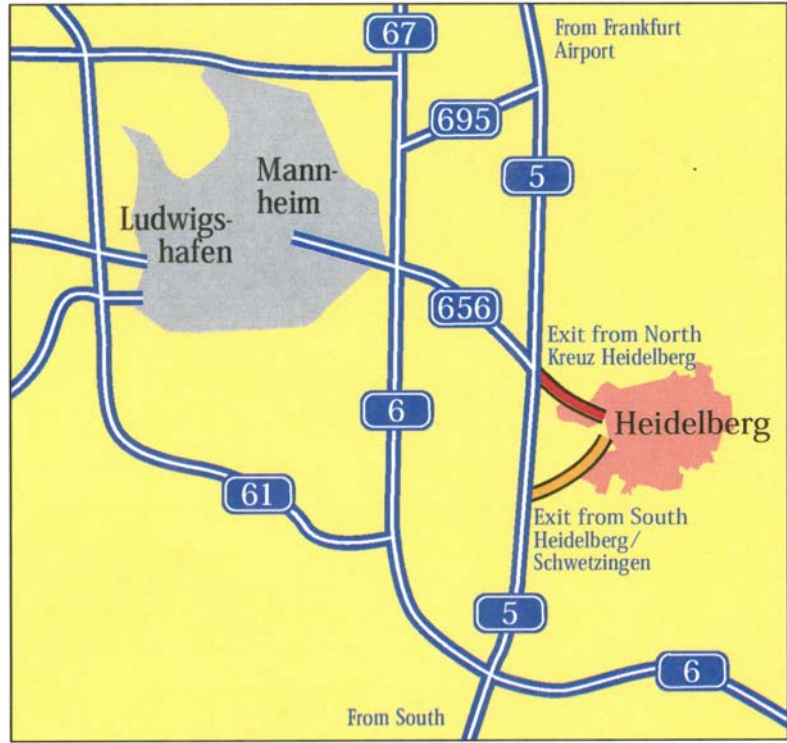 67
From Frankfurt
Airport
695
5
Mann-
heim
Ludwigs-
hafen
656
Exit from North
Kreuz Heidelberg
6
Heidelberg
61
Exit from South
Heidelberg/
Schwetzingen
5
6
From South